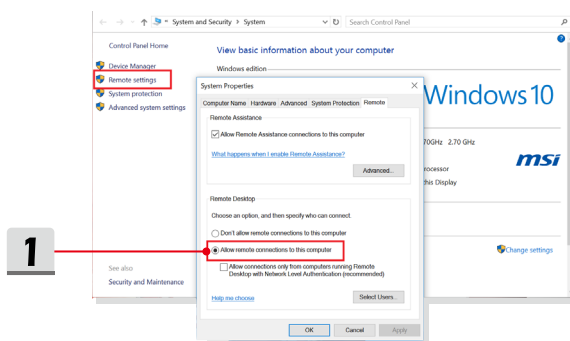 System and Security
System
Search Control Panel
Control Panel Home
Device Manager
Remote settings
System protection
Advanced system settings
See also
Security and Maintenance
View basic information about your computer
Windows edition
Windows 10
70GHz 2.70 GHz
msi
rocessor
this Display
Change settings
System Properties
Computer Name Hardware Advanced System Protection Remote
Remote Assistance
Allow Remote Assistance connections to this computer
What happens when I enable Remote Assistance?
Advanced...
Remote Desktop
Choose an option, and then specify who can connect.
Don't allow remote connections to this computer
1
Allow remote connections to this computer
Allow connections only from computers running Remote
Desktop with Network Level Authentication (recommended)
Help me choose
Select Users...
OK Cancel Apply